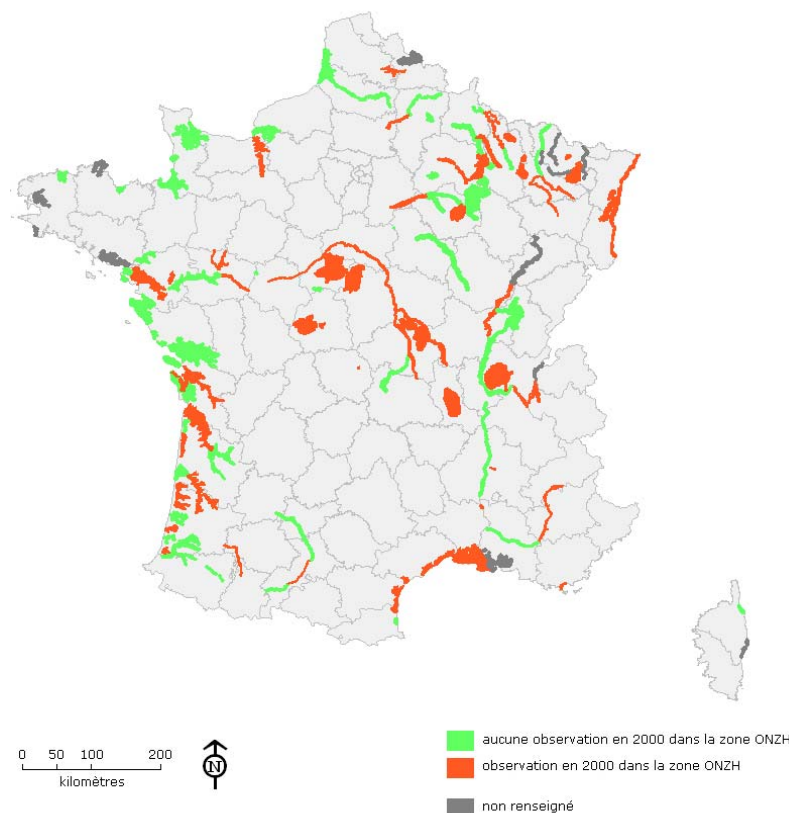 0 50 100 200
kilomètres
N
aucune observation en 2000 dans la zone ONZH
observation en 2000 dans la zone ONZH
non renseigné